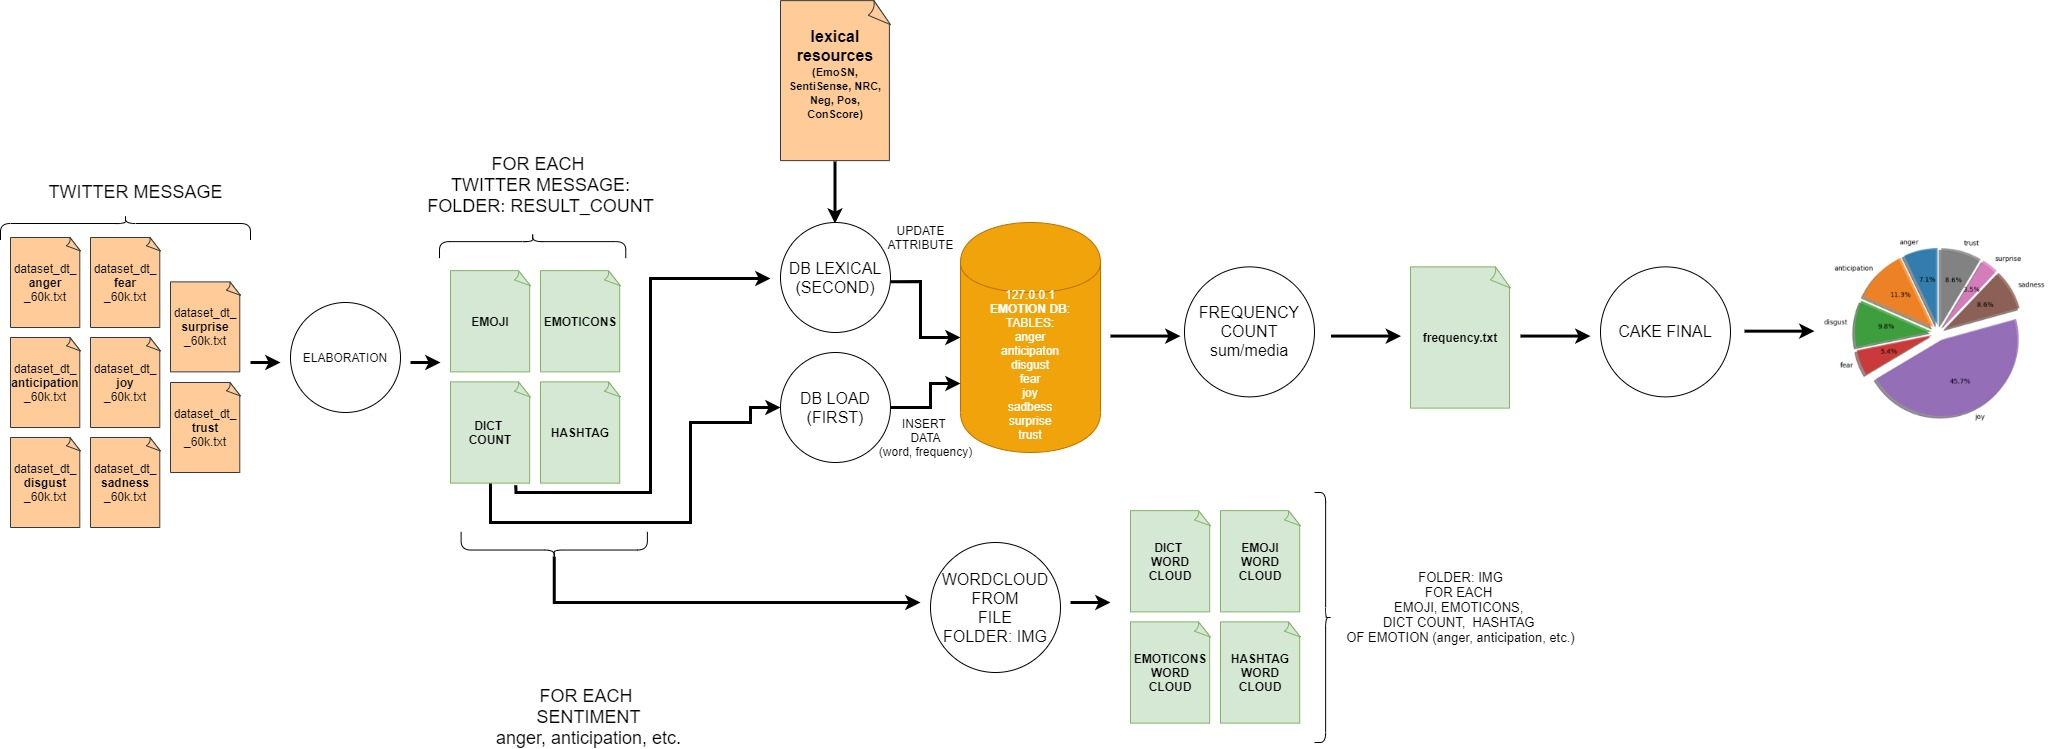 TWITTER MESSAGE
dataset_dt_
anger
_60k.txt
dataset_dt_
fear
_60k.txt
dataset_dt_
surprise
_60k.txt
dataset_dt_
anticipation
_60k.txt
dataset_dt_
joy
_60k.txt
dataset_dt_
trust
_60k.txt
dataset_dt_
disgust
_60k.txt
dataset_dt_
sadness
_60k.txt
ELABORATION
FOR EACH
TWITTER MESSAGE:
FOLDER: RESULT_COUNT
EMOJI
EMOTICONS
DICT
COUNT
HASHTAG
lexical
resources
(EmoSN,
SentiSense, NRC,
Neg, Pos,
ConScore)
DB LEXICAL
(SECOND)
UPDATE
ATTRIBUTE
DB LOAD
(FIRST)
INSERT
DATA
(word, frequency)
127.0.0.1
EMOTION DB:
TABLES:
anger
anticipaton
disgust
fear
joy
sadbess
surprise
trust
FREQUENCY
COUNT
sum/media
frequency.txt
CAKE FINAL
anger
7.1%
trust
8.6%
surprise
3.5%
sadness
8.6%
anticipation
11.3%
disgust
9.8%
fear
5.4%
45.7%
joy
WORDCLOUD
FROM
FILE
FOLDER: IMG
DICT
WORD
CLOUD
EMOJI
WORD
CLOUD
EMOTICONS
WORD
CLOUD
HASHTAG
WORD
CLOUD
FOLDER: IMG
FOR EACH
EMOJI, EMOTICONS,
DICT COUNT, HASHTAG
OF EMOTION (anger, anticipation, etc.)
FOR EACH
SENTIMENT
anger, anticipation, etc.